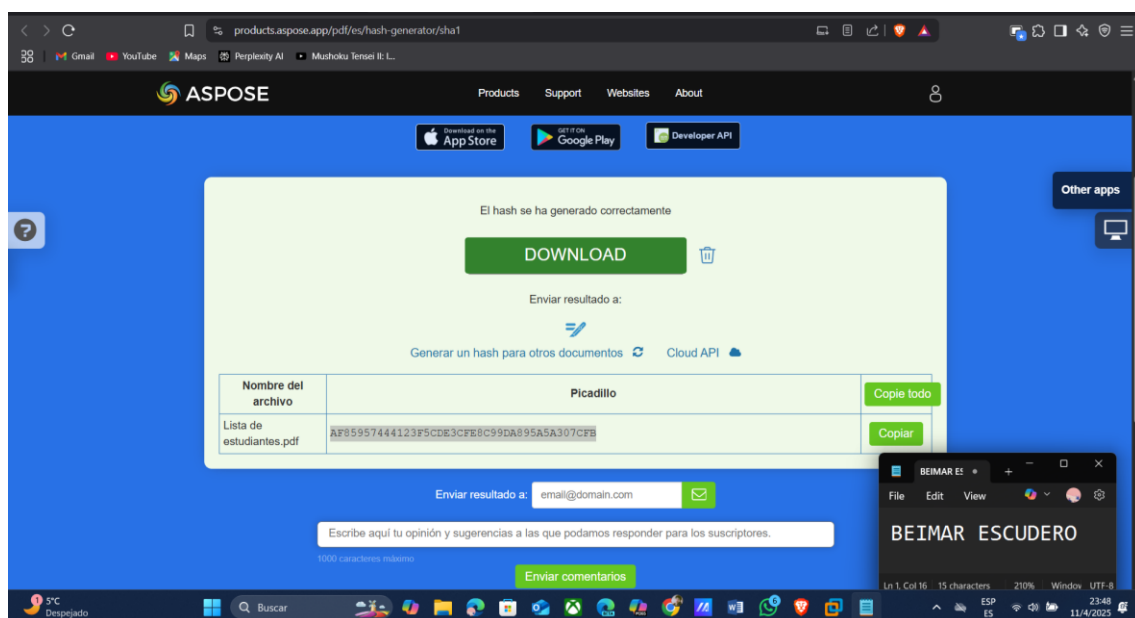 products.aspose.app/pdf/es/hash-generator/sha1
Gmail YouTube Maps Perplexity AI Mushoku Tensei II: I...
ASPOSE Products Support Websites About
Download on the App Store GET IT ON Google Play Developer API
Other apps
El hash se ha generado correctamente
DOWNLOAD
Enviar resultado a:
Generar un hash para otros documentos Cloud API
Nombre del archivo Picadillo Copie todo
Lista de estudiantes.pdf AF85957444123F5CDE3CFE8C99DA895A5A307CFB Copiar
Enviar resultado a: email@domain.com
Escribe aquí tu opinión y sugerencias a las que podamos responder para los suscriptores.
1000 caracteres máximo
Enviar comentarios
BEIMAR E!
File Edit View
BEIMAR ESCUDERO
Ln 1, Col 16 15 characters 210% Window UTF-8
1 5°C
Despejado
Buscar
ESP
ES
23:48
11/4/2025